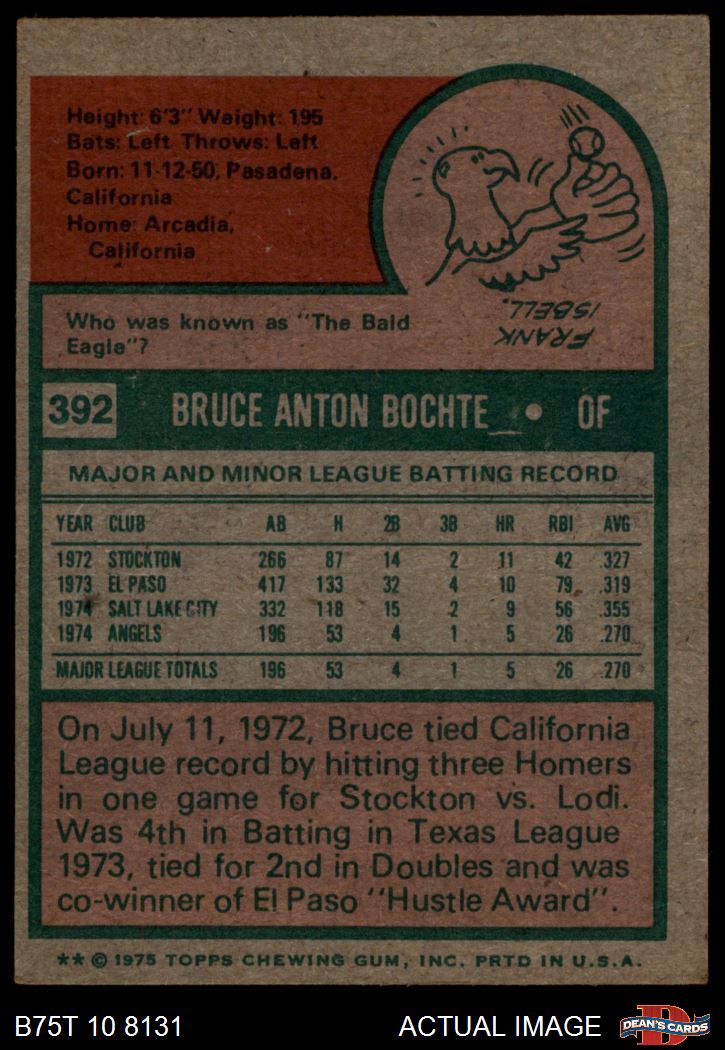 Height: 6'3" Weight: 195
Bats: Left Throws: Left
Born: 11-12-50, Pasadena,
California
Home: Arcadia,
California
Who was known as "The Bald
Eagle"?
FRANK
ISBELL.
392 BRUCE ANTON BOCHTE • OF
MAJOR AND MINOR LEAGUE BATTING RECORD
YEAR CLUB AB H 2B 3B HR RBI AVG
1972 STOCKTON 266 87 14 2 11 42 .327
1973 EL PASO 417 133 32 4 10 79 .319
1974 SALT LAKE CITY 332 118 15 2 9 56 .355
1974 ANGELS 196 53 4 1 5 26 .270
MAJOR LEAGUE TOTALS 196 53 4 1 5 26 .270
On July 11, 1972, Bruce tied California
League record by hitting three Homers
in one game for Stockton vs. Lodi.
Was 4th in Batting in Texas League
1973, tied for 2nd in Doubles and was
co-winner of El Paso "Hustle Award".
** © 1975 TOPPS CHEWING GUM, INC. PRTD IN U.S.A.
B75T 10 8131 ACTUAL IMAGE
D
DEAN'S CARDS